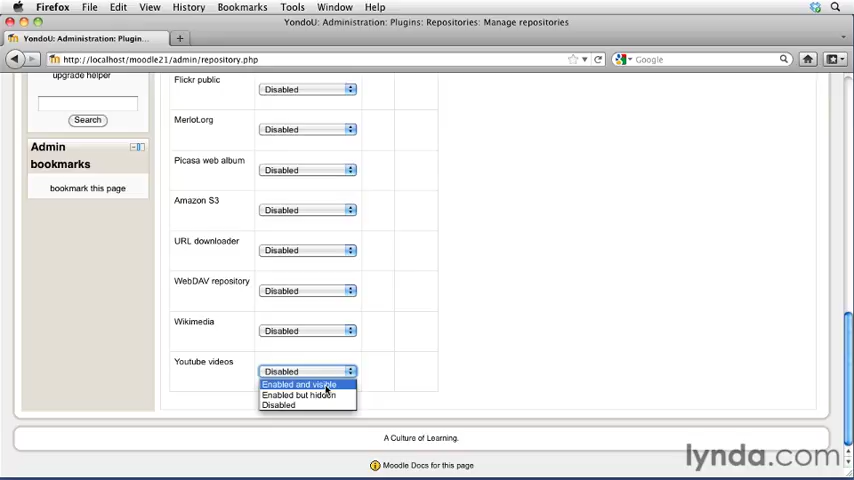 Firefox File Edit View History Bookmarks Tools Window Help
YondoU: Administration: Plugins: Repositories: Manage repositories
YondoU: Administration: Plugin...
http://localhost/moodle21/admin/repository.php
Google
upgrade helper
Search
Admin
bookmarks
bookmark this page
Flickr public
Disabled
Merlot.org
Disabled
Picasa web album
Disabled
Amazon S3
Disabled
URL downloader
Disabled
WebDAV repository
Disabled
Wikimedia
Disabled
Youtube videos
Disabled
Enabled and visible
Enabled but hidden
Disabled
A Culture of Learning.
Moodle Docs for this page
lynda.com